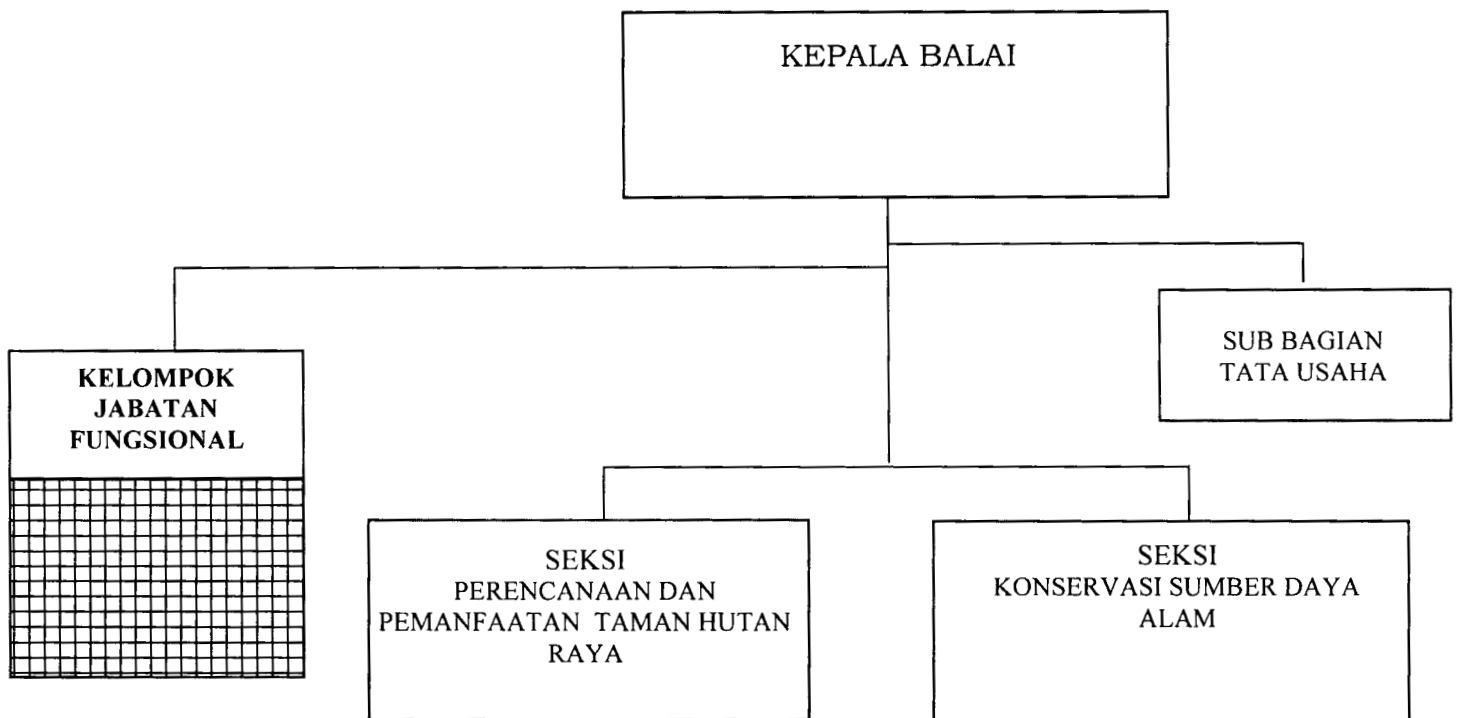 KEPALA BALAI
SUB BAGIAN
TATA USAHA
KELOMPOK
JABATAN
FUNGSIONAL
SEKSI
PERENCANAAN DAN
PEMANFAATAN TAMAN HUTAN
RAYA
SEKSI
KONSERVASI SUMBER DAYA
ALAM